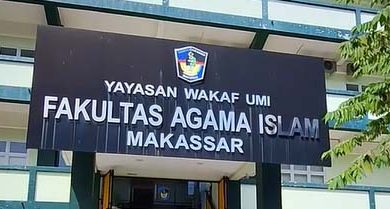 YAYASAN WAKAF UMI
FAKULTAS AGAMA ISLAM
MAKASSAR